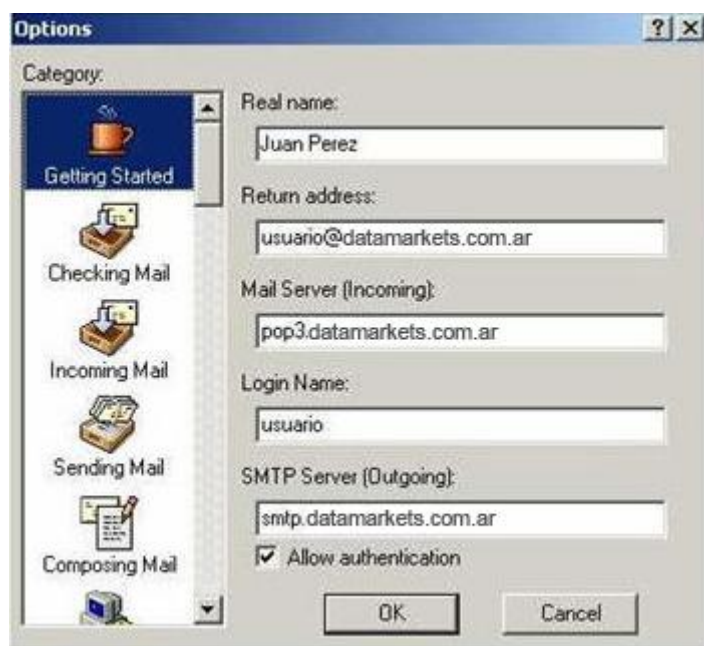 Options
Category:
Getting Started
Checking Mail
Incoming Mail
Sending Mail
Composing Mail
Real name:
Juan Perez
Return address:
usuario@datamarkets.com.ar
Mail Server (Incoming):
pop3.datamarkets.com.ar
Login Name:
usuario
SMTP Server (Outgoing):
smtp.datamarkets.com.ar
Allow authentication
OK
Cancel